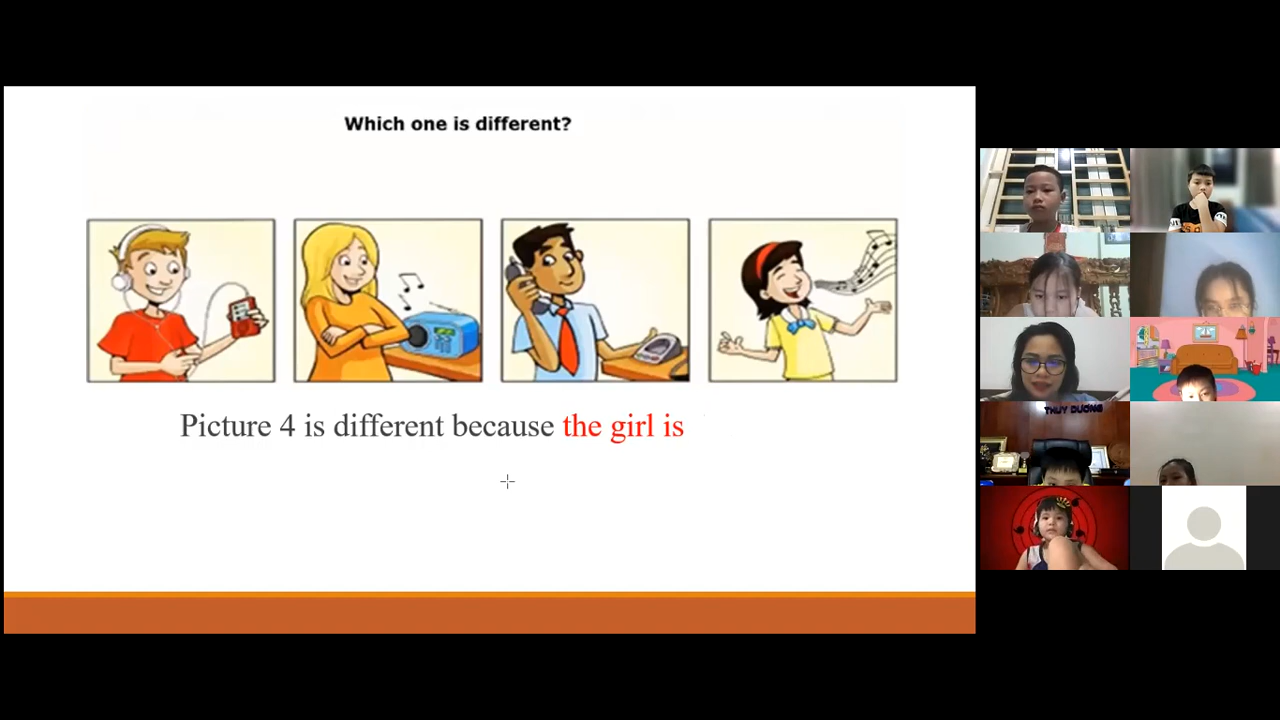 Which one is different?
Picture 4 is different because the girl is
THUY DUONG